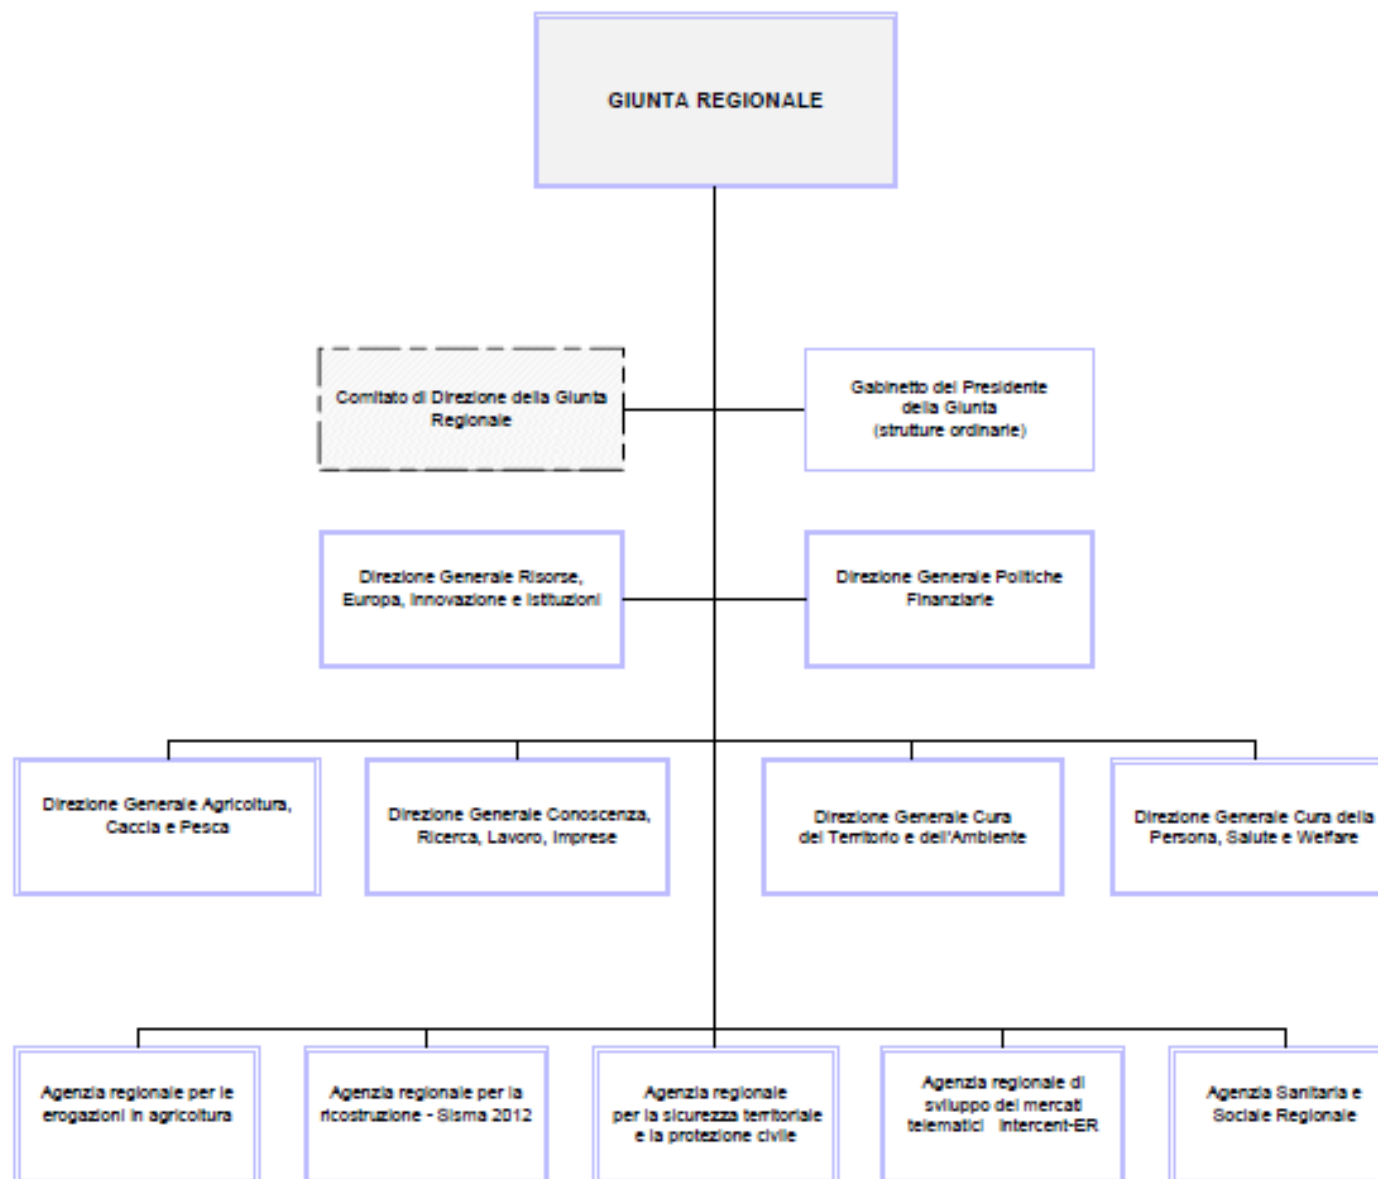 GIUNTA REGIONALE
Comitato di Direzione della Giunta
Regionale
Gabinetto del Presidente
della Giunta
(strutture ordinarie)
Direzione Generale Risorse,
Europa, Innovazione e Istituzioni
Direzione Generale Politiche
Finanziarie
Direzione Generale Agricoltura,
Caccia e Pesca
Direzione Generale Conoscenza,
Ricerca, Lavoro, Imprese
Direzione Generale Cura
del Territorio e dell'Ambiente
Direzione Generale Cura della
Persona, Salute e Welfare
Agenzia regionale per le
erogazioni in agricoltura
Agenzia regionale per la
ricostruzione - Sisma 2012
Agenzia regionale
per la sicurezza territoriale
e la protezione civile
Agenzia regionale di
sviluppo dei mercati
telematici Intercent-ER
Agenzia Sanitaria e
Sociale Regionale